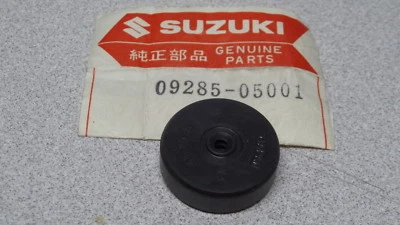 SUZUKI
純正部品 GENUINE PARTS
09285-05001